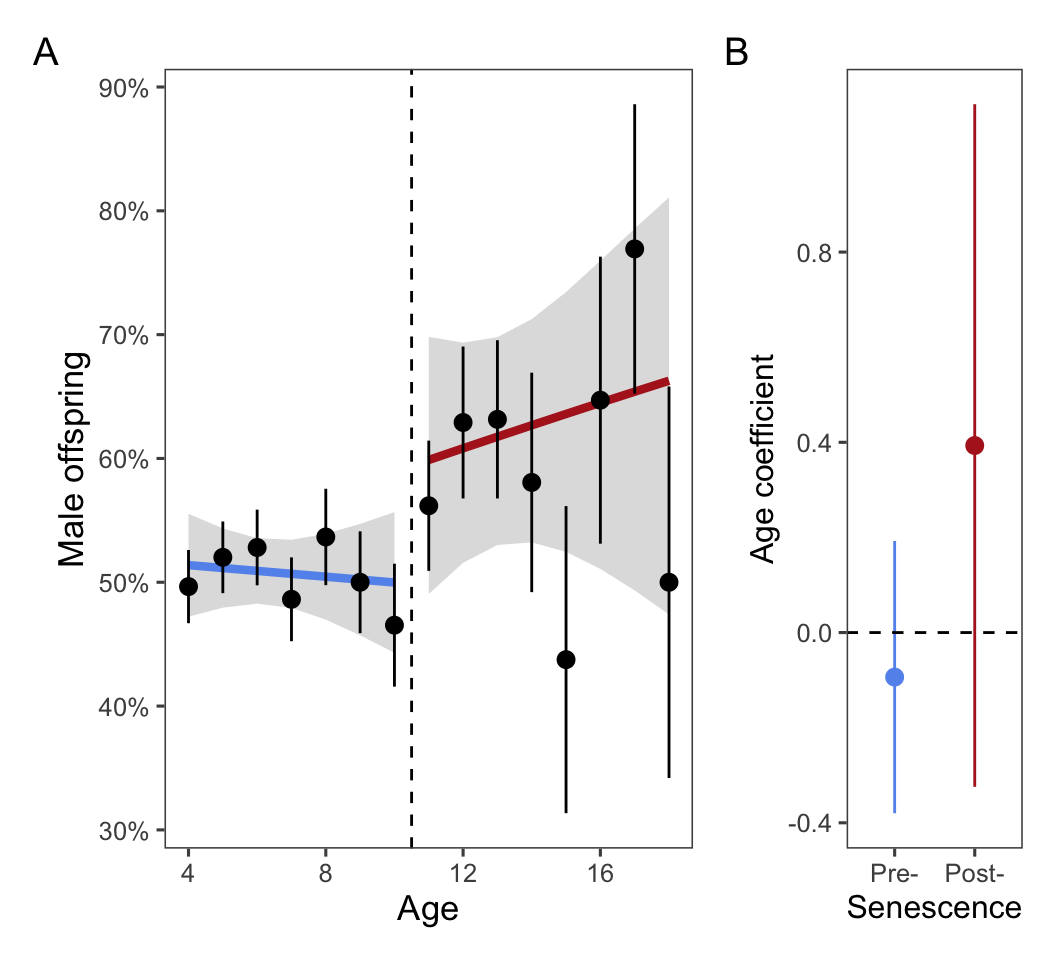 A
Male offspring
90%
80%
70%
60%
50%
40%
30%
4 8 12 16
Age
B
Age coefficient
0.8
0.4
0.0
-0.4
Pre- Post-
Senescence